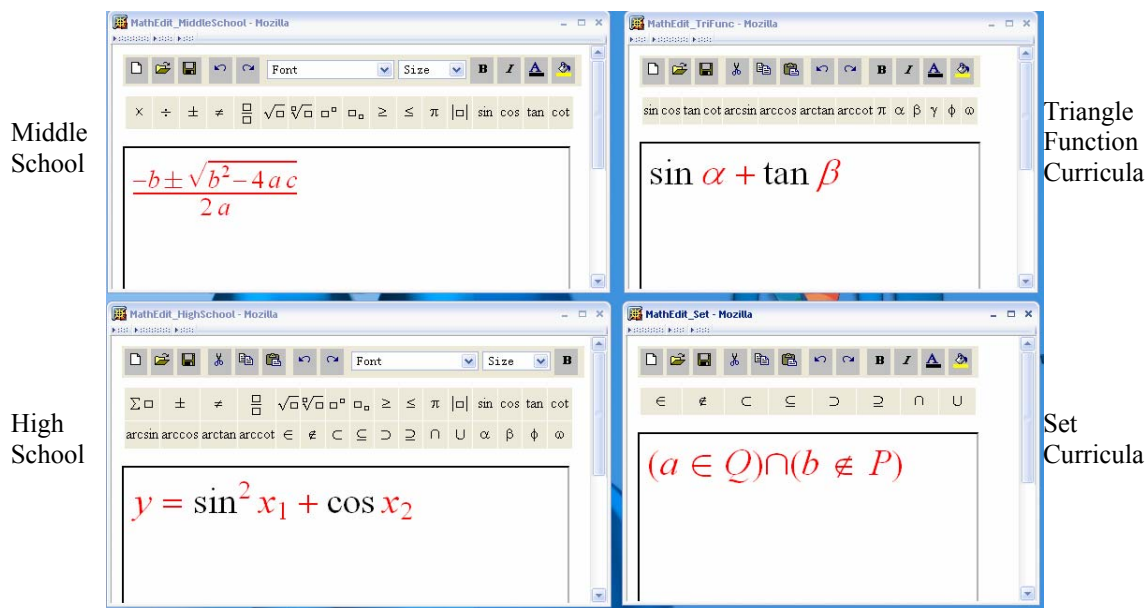 MathEdit_MiddleSchool - Mozilla
Font Size B I A
× ÷ ± ≠ □/□ √□ ∜□ □□ □□ ≥ ≤ π |□| sin cos tan cot
Middle
School
(-b ± √(b² - 4 a c)) / (2 a)
MathEdit_TriFunc - Mozilla
B I A
sin cos tan cot arcsin arccos arctan arccot π α β γ ϕ ω
Triangle
Function
Curricula
sin α + tan β
MathEdit_HighSchool - Mozilla
Font Size B
Σ□ ± ≠ □/□ √□ ∜□ □□ □□ ≥ ≤ π |□| sin cos tan cot
arcsin arccos arctan arccot ∈ ∉ ⊂ ⊆ ⊃ ⊇ ∩ ∪ α β ϕ ω
High
School
y = sin² x₁ + cos x₂
MathEdit_Set - Mozilla
B I A
∈ ∉ ⊂ ⊆ ⊃ ⊇ ∩ ∪
Set
Curricula
(a ∈ Q)∩(b ∉ P)